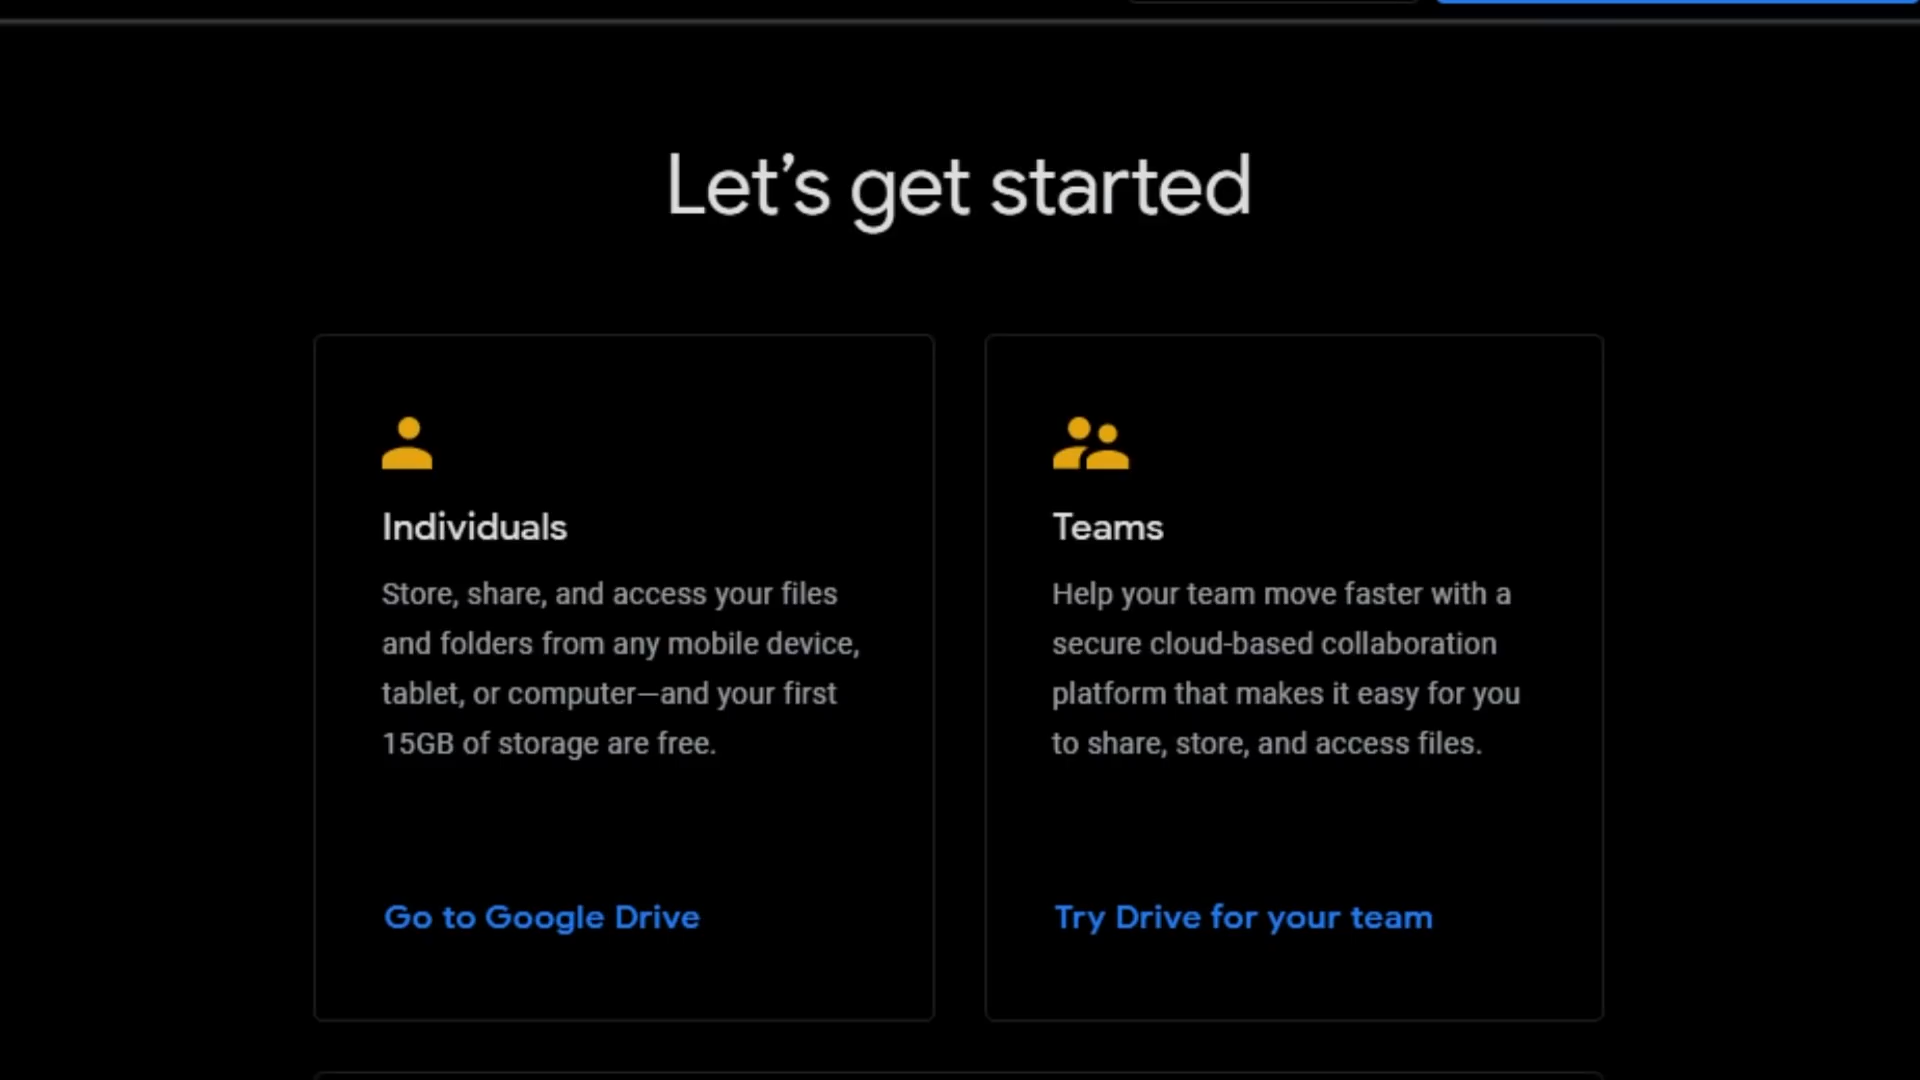 Let’s get started
Individuals
Store, share, and access your files
and folders from any mobile device,
tablet, or computer—and your first
15GB of storage are free.
Go to Google Drive
Teams
Help your team move faster with a
secure cloud-based collaboration
platform that makes it easy for you
to share, store, and access files.
Try Drive for your team